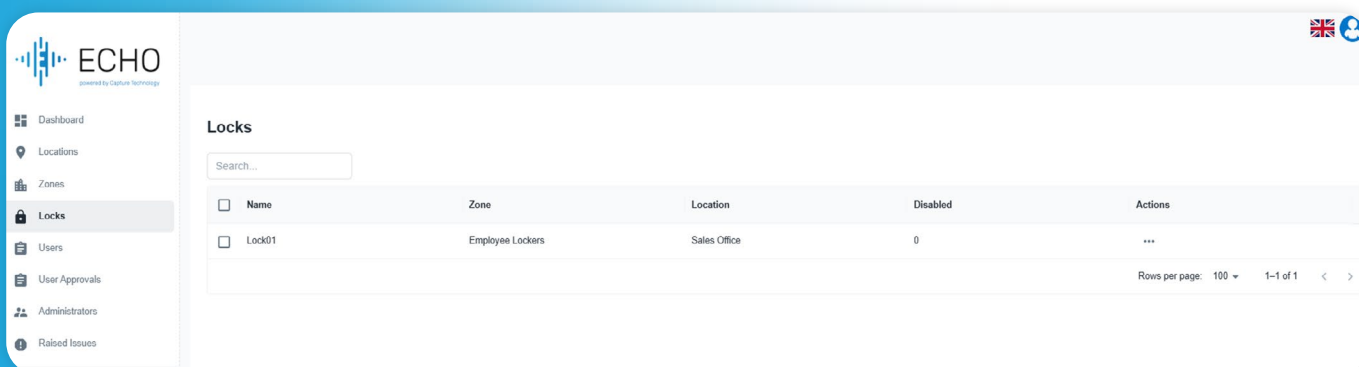 ECHO
powered by Capture Technology
Dashboard
Locations
Zones
Locks
Users
User Approvals
Administrators
Raised Issues
Locks
Search...
Name Zone Location Disabled Actions
Lock01 Employee Lockers Sales Office 0 ...
Rows per page: 100 1–1 of 1